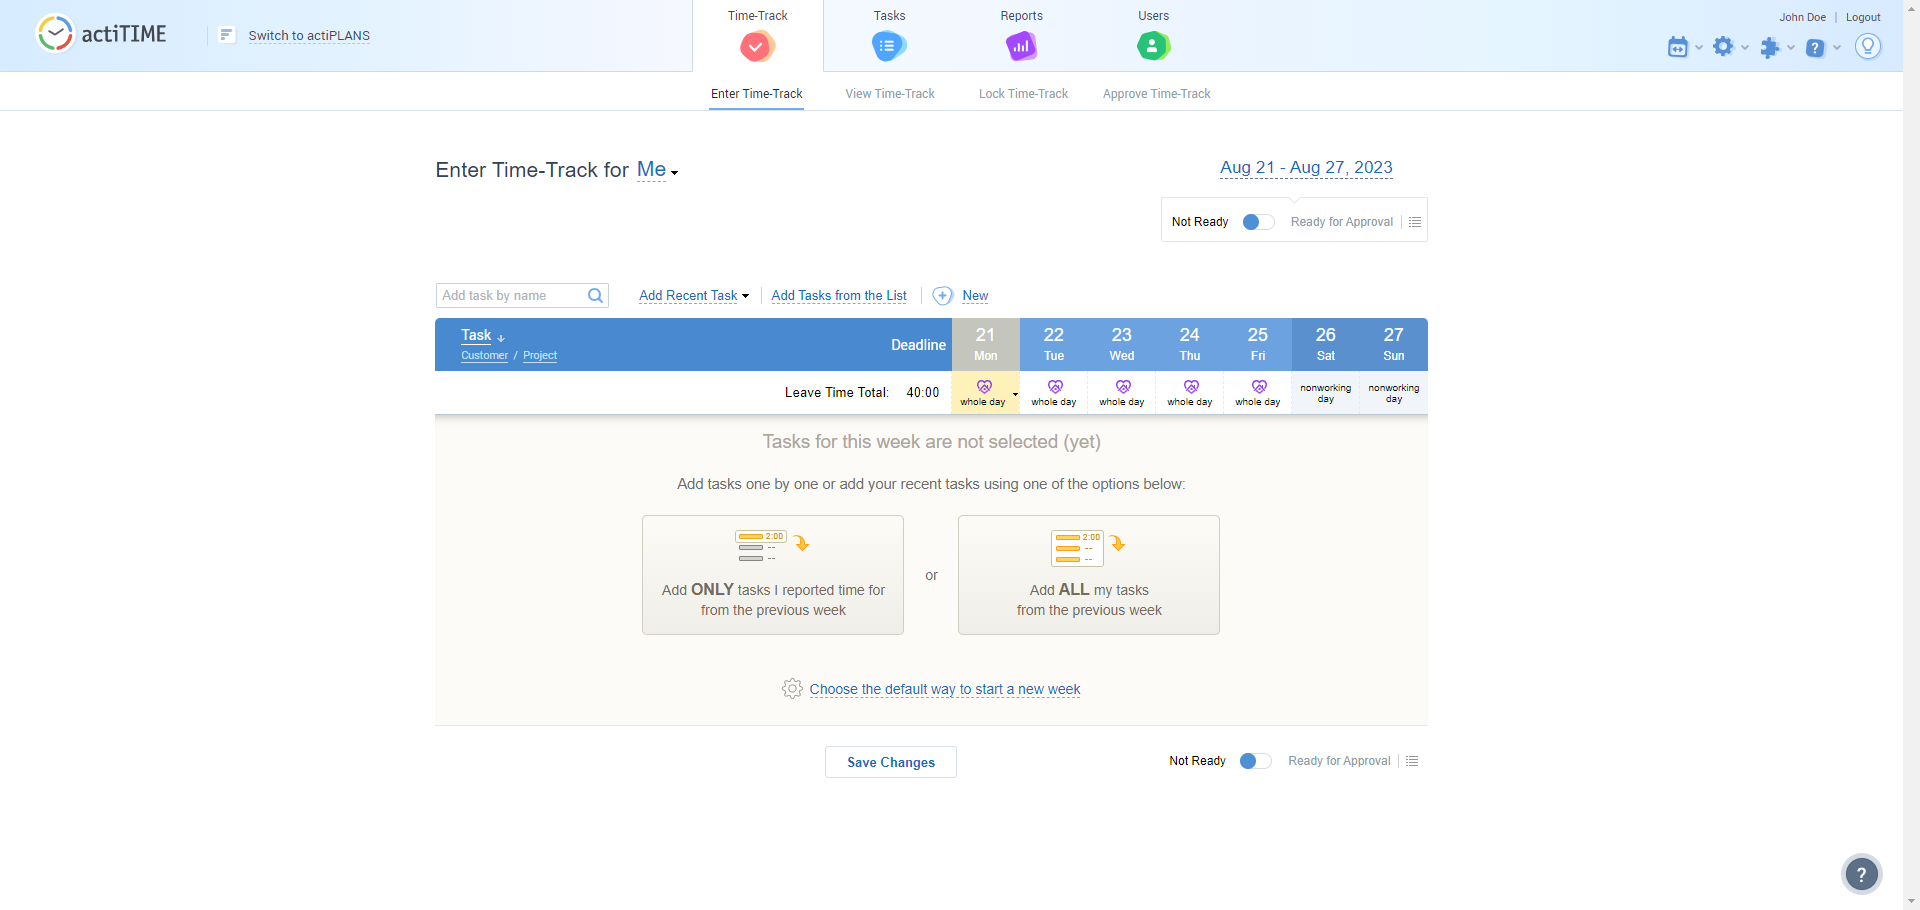 actiTIME
Switch to actiPLANS
Time-Track
Tasks
Reports
Users
John Doe | Logout
Enter Time-Track
View Time-Track
Lock Time-Track
Approve Time-Track
Enter Time-Track for Me
Aug 21 - Aug 27, 2023
Not Ready
Ready for Approval
Add task by name
Add Recent Task
Add Tasks from the List
New
Task
Customer / Project
Deadline
21
Mon
22
Tue
23
Wed
24
Thu
25
Fri
26
Sat
27
Sun
Leave Time Total: 40:00
whole day
whole day
whole day
whole day
whole day
nonworking
day
nonworking
day
Tasks for this week are not selected (yet)
Add tasks one by one or add your recent tasks using one of the options below:
2:00
Add ONLY tasks I reported time for
from the previous week
or
2:00
Add ALL my tasks
from the previous week
Choose the default way to start a new week
Save Changes
Not Ready
Ready for Approval
?